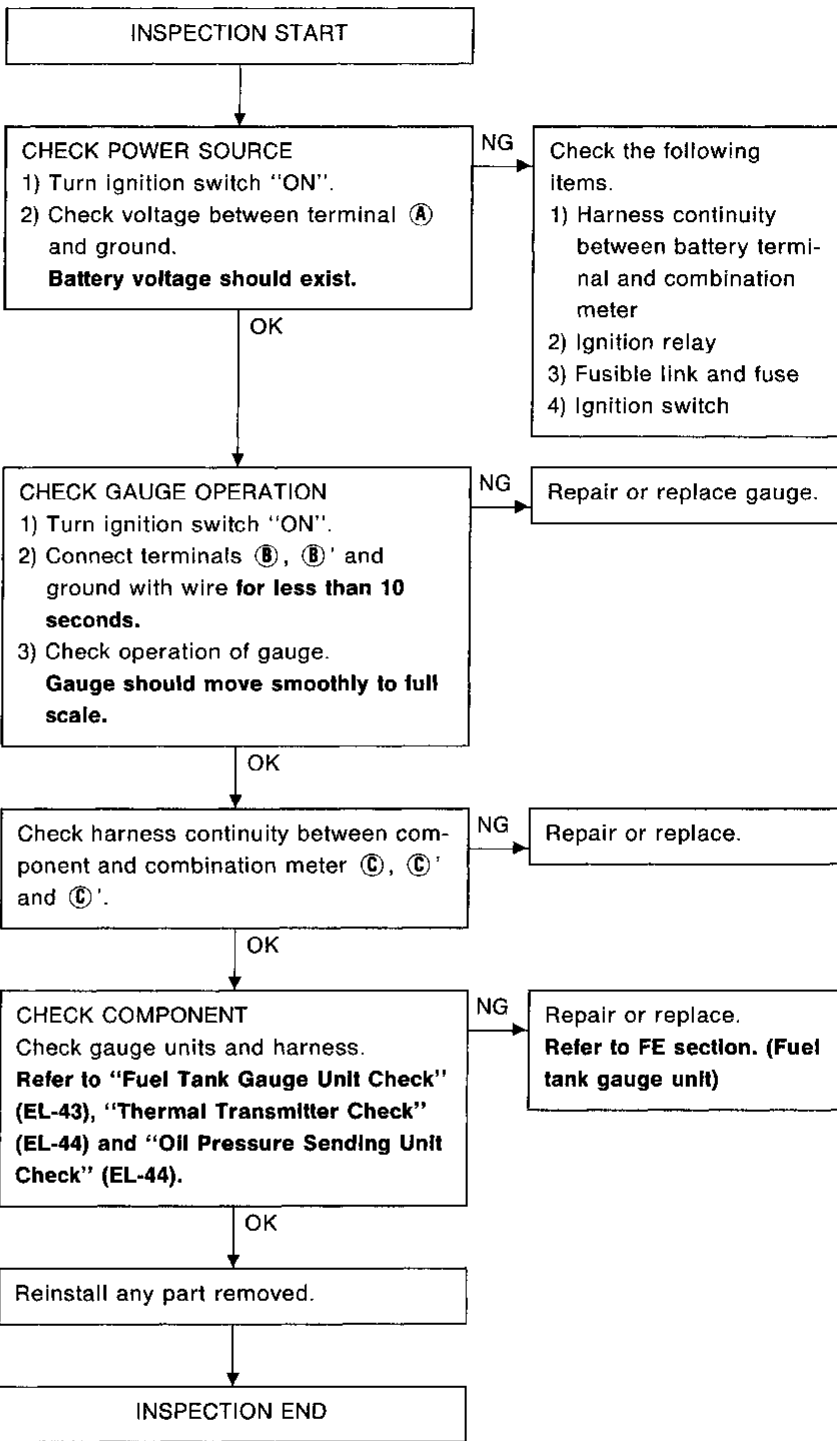 INSPECTION START
CHECK POWER SOURCE
1) Turn ignition switch “ON”.
2) Check voltage between terminal Ⓐ
and ground.
Battery voltage should exist.
NG
Check the following
items.
1) Harness continuity
between battery termi-
nal and combination
meter
2) Ignition relay
3) Fusible link and fuse
4) Ignition switch
OK
CHECK GAUGE OPERATION
1) Turn ignition switch “ON”.
2) Connect terminals Ⓑ, Ⓑ' and
ground with wire for less than 10
seconds.
3) Check operation of gauge.
Gauge should move smoothly to full
scale.
NG
Repair or replace gauge.
OK
Check harness continuity between com-
ponent and combination meter Ⓒ, Ⓒ'
and Ⓒ'.
NG
Repair or replace.
OK
CHECK COMPONENT
Check gauge units and harness.
Refer to “Fuel Tank Gauge Unit Check”
(EL-43), “Thermal Transmitter Check”
(EL-44) and “Oil Pressure Sending Unit
Check” (EL-44).
NG
Repair or replace.
Refer to FE section. (Fuel
tank gauge unit)
OK
Reinstall any part removed.
INSPECTION END